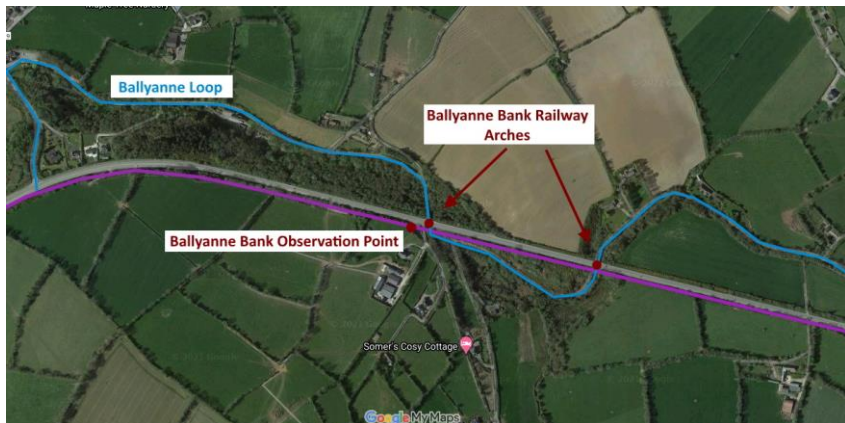 Ballyanne Loop
Ballyanne Bank Railway
Arches
Ballyanne Bank Observation Point
Somer's Cosy Cottage
Google My Maps